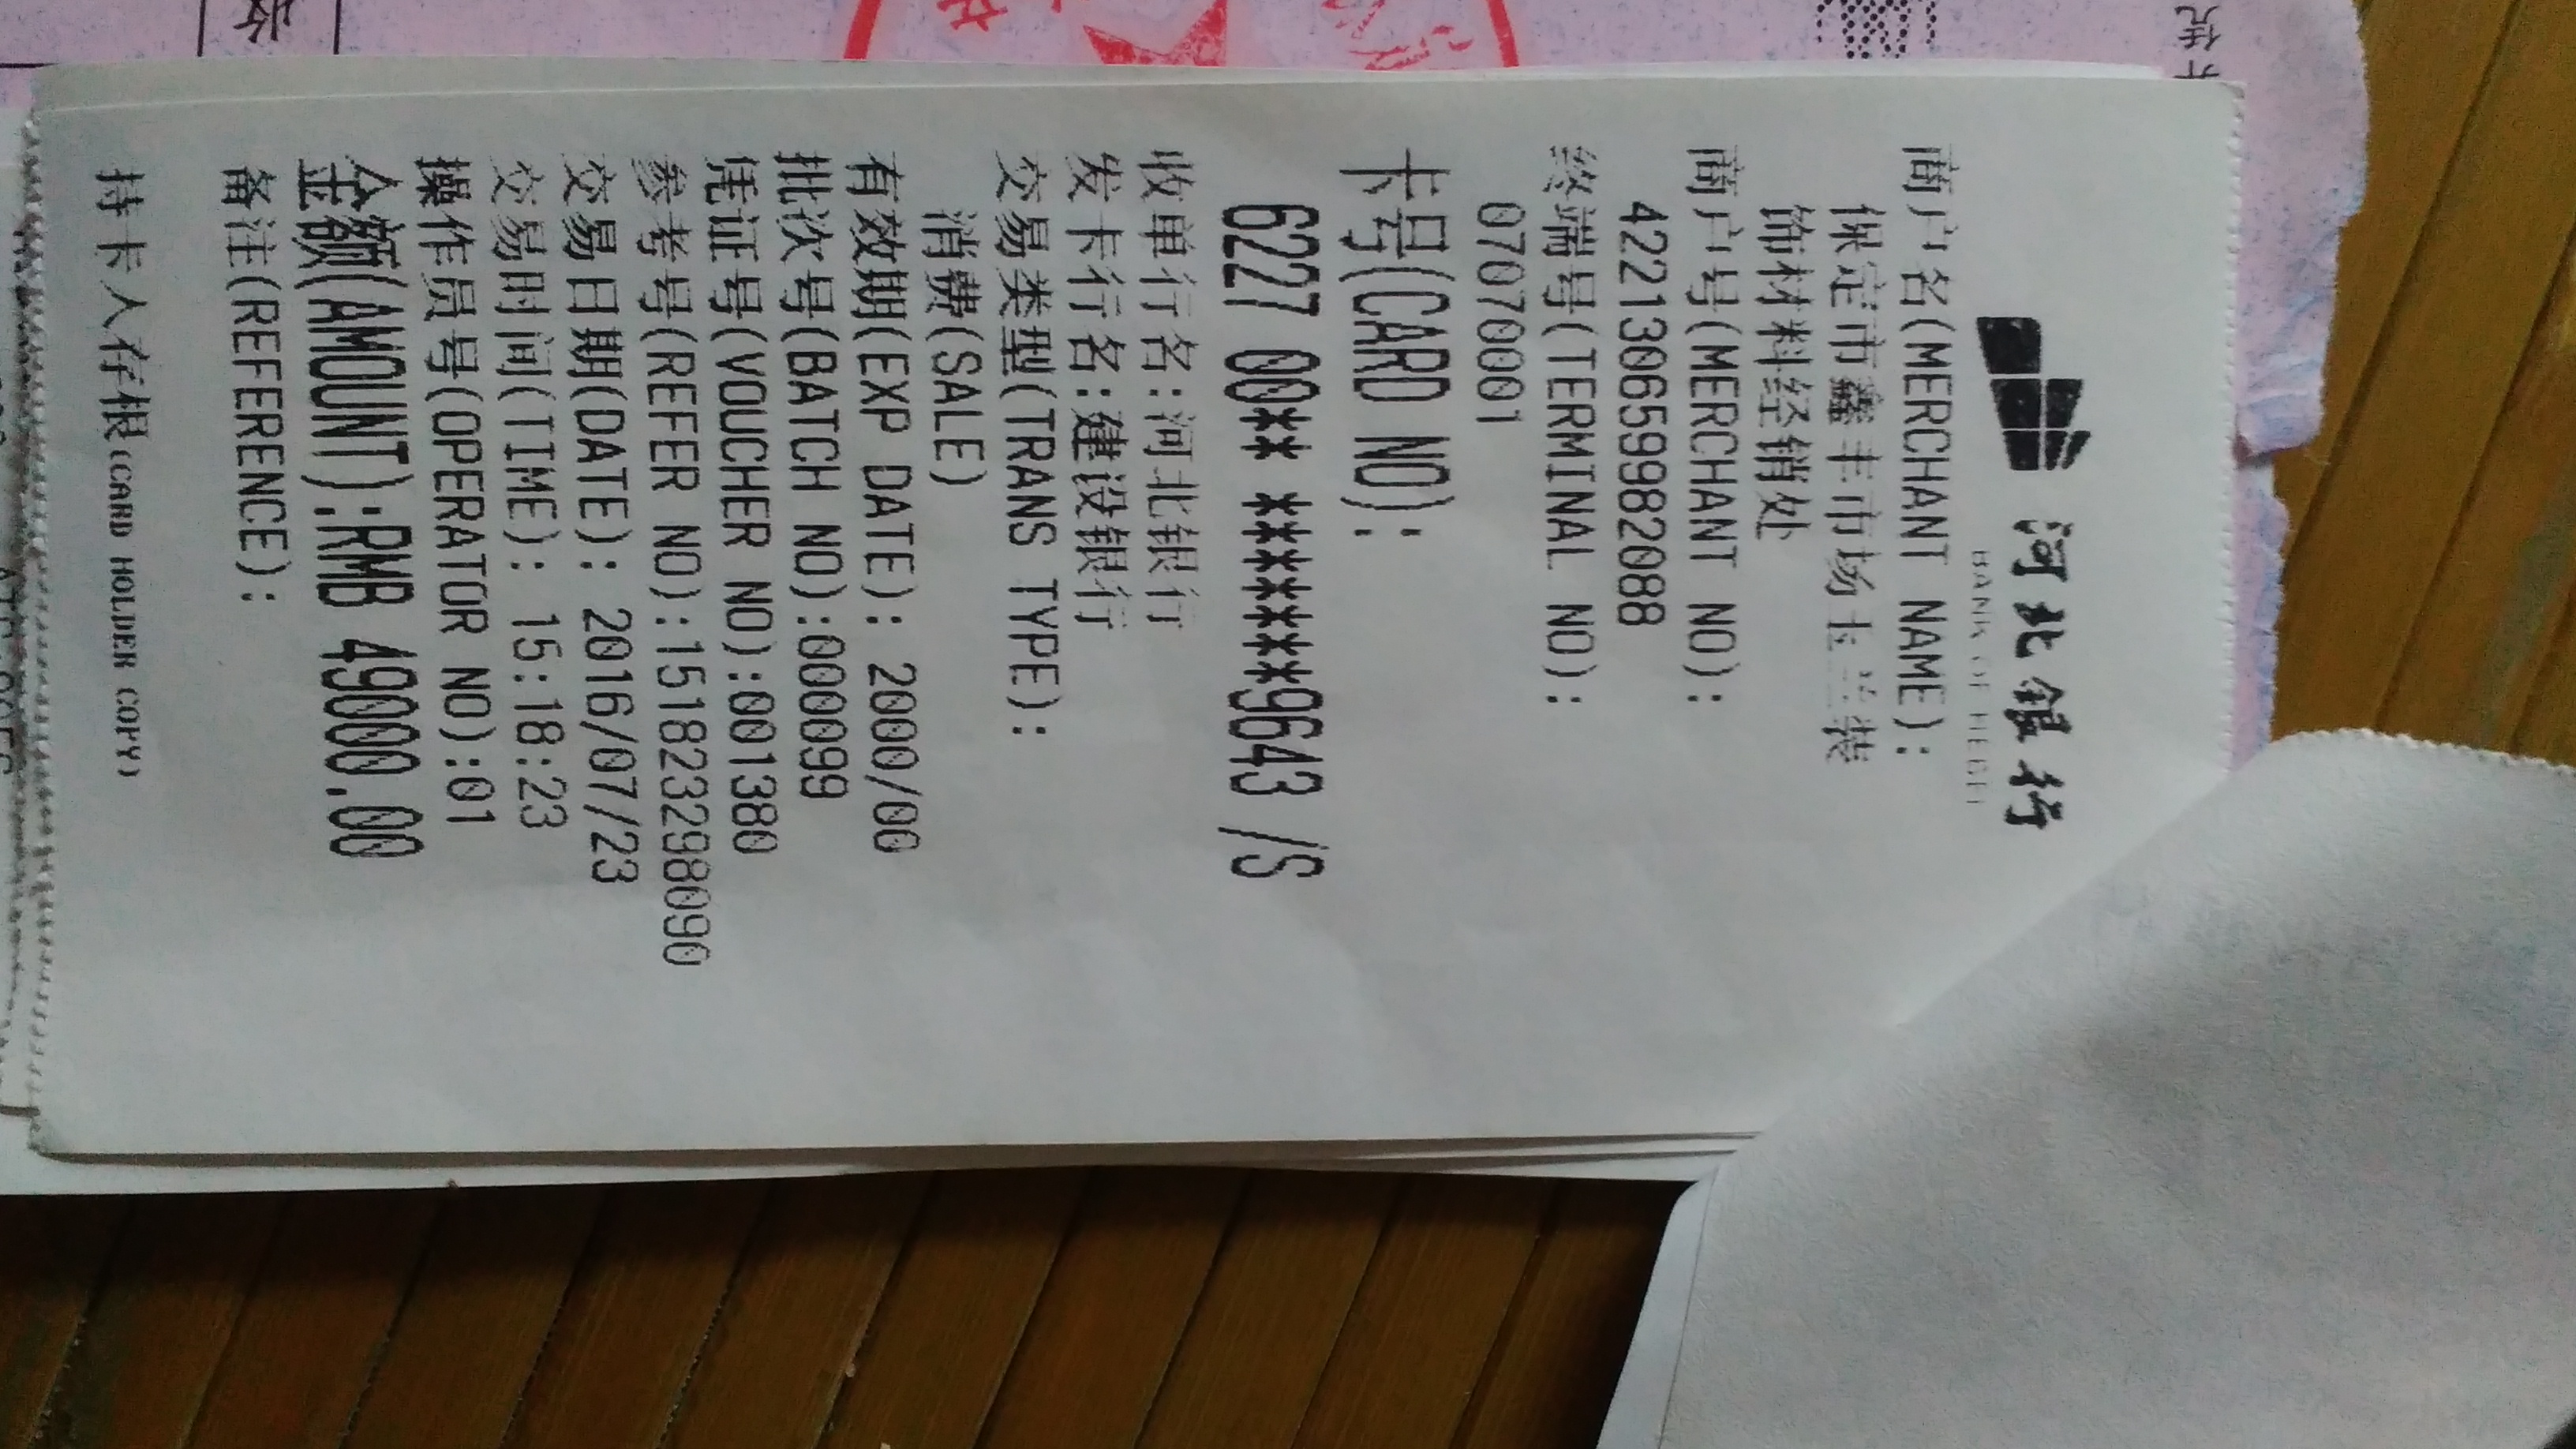 河北银行
BANK OF HEBEI
商户名(MERCHANT NAME):
保定市鑫丰市场玉兰装
饰材料经销处
商户号(MERCHANT NO):
422130659982088
终端号(TERMINAL NO):
07070001
卡号(CARD NO):
6227 00** ********9643 /S
收单行名:河北银行
发卡行名:建设银行
交易类型(TRANS TYPE):
消费(SALE)
有效期(EXP DATE): 2000/00
批次号(BATCH NO):000099
凭证号(VOUCHER NO):001380
参考号(REFER NO):151823298090
交易日期(DATE): 2016/07/23
交易时间(TIME): 15:18:23
操作员号(OPERATOR NO):01
金额(AMOUNT):RMB 49000.00
备注(REFERENCE):
持卡人存根(CARD HOLDER COPY)